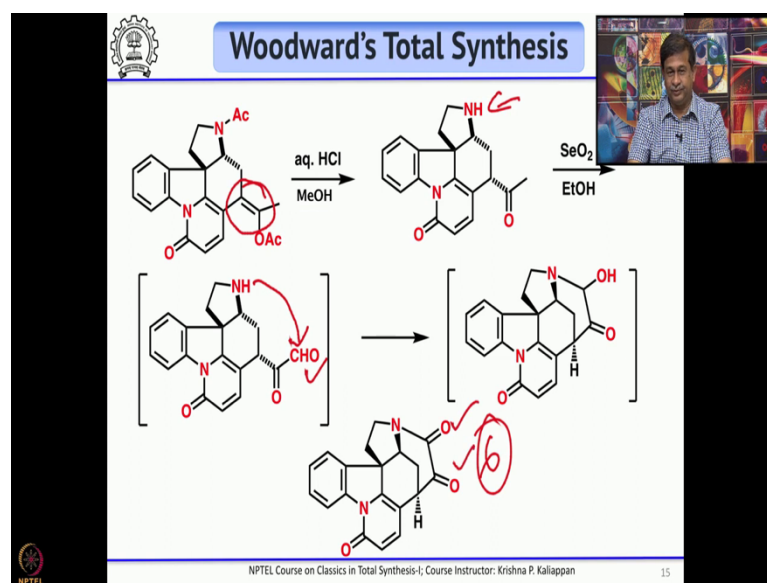 Woodward's Total Synthesis
Ac
N
aq. HCl
MeOH
N
O
OAc
NH
N
O
O
SeO2
EtOH
NH
N
CHO
O
O
N
OH
N
O
H
O
N
O
O
6
N
H
O
NPTEL Course on Classics in Total Synthesis-I; Course Instructor: Krishna P. Kaliappan
15
NPTEL